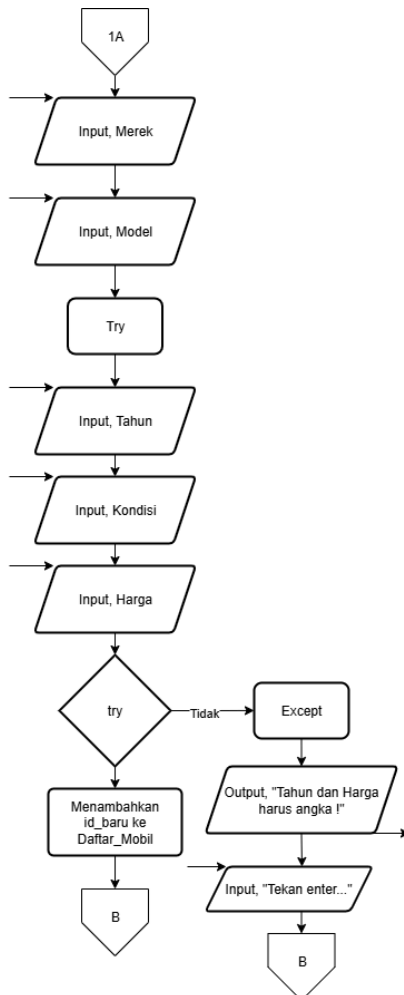 1A
Input, Merek
Input, Model
Try
Input, Tahun
Input, Kondisi
Input, Harga
try
Tidak
Except
Menambahkan
id_baru ke
Daftar_Mobil
Output, "Tahun dan Harga
harus angka !"
Input, "Tekan enter..."
B
B